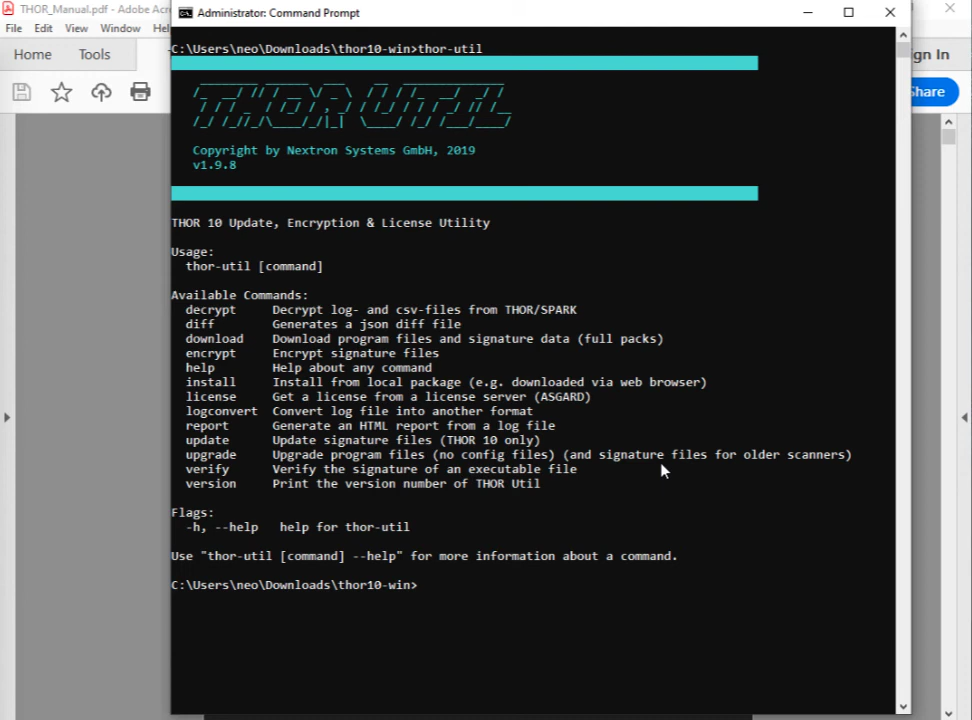 THOR_Manual.pdf - Adobe Acr
Administrator: Command Prompt
File Edit View Window Hel
Home Tools
gn In
Share
C:\Users\neo\Downloads\thor10-win>thor-util
THOR UTIL
Copyright by Nextron Systems GmbH, 2019
v1.9.8
THOR 10 Update, Encryption & License Utility
Usage:
thor-util [command]
Available Commands:
decrypt Decrypt log- and csv-files from THOR/SPARK
diff Generates a json diff file
download Download program files and signature data (full packs)
encrypt Encrypt signature files
help Help about any command
install Install from local package (e.g. downloaded via web browser)
license Get a license from a license server (ASGARD)
logconvert Convert log file into another format
report Generate an HTML report from a log file
update Update signature files (THOR 10 only)
upgrade Upgrade program files (no config files) (and signature files for older scanners)
verify Verify the signature of an executable file
version Print the version number of THOR Util
Flags:
-h, --help help for thor-util
Use "thor-util [command] --help" for more information about a command.
C:\Users\neo\Downloads\thor10-win>